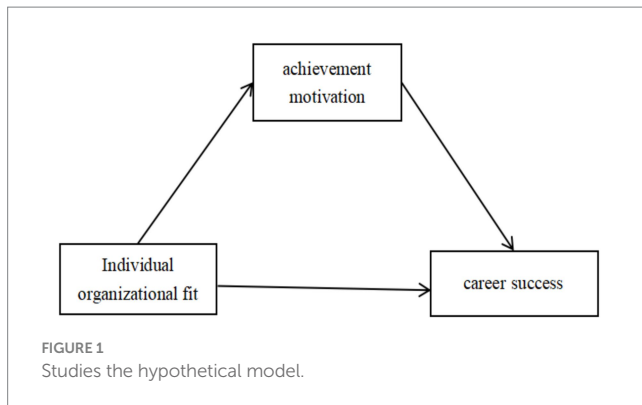 achievement
motivation
Individual
organizational fit
career success
FIGURE 1
Studies the hypothetical model.